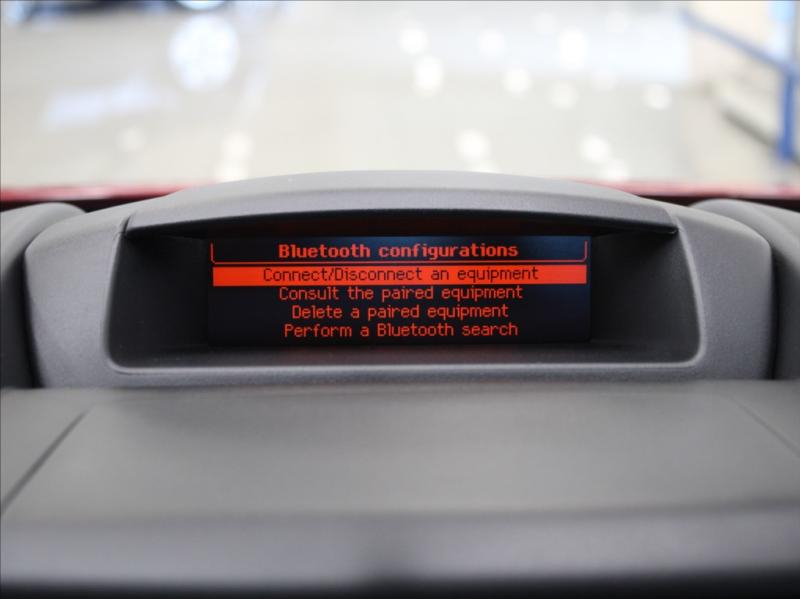 Bluetooth configurations
Connect/Disconnect an equipment
Consult the paired equipment
Delete a paired equipment
Perform a Bluetooth search